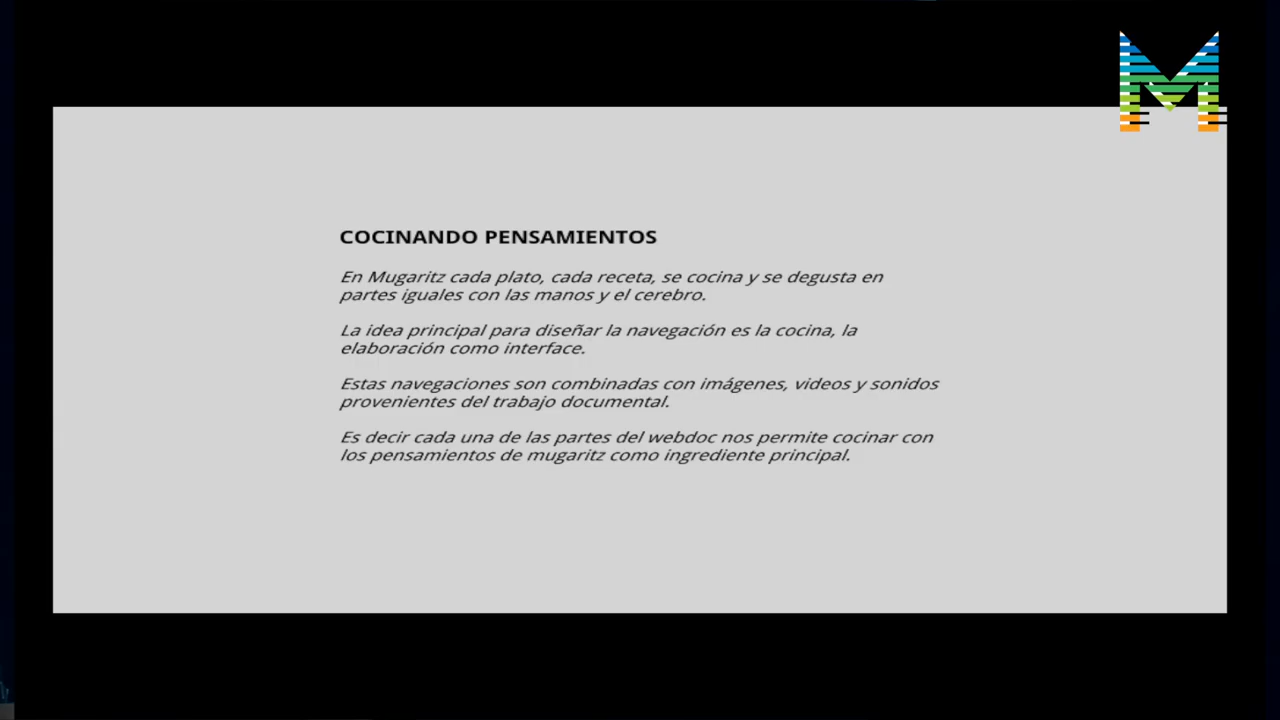 M
COCINANDO PENSAMIENTOS
En Mugaritz cada plato, cada receta, se cocina y se degusta en
partes iguales con las manos y el cerebro.
La idea principal para diseñar la navegación es la cocina, la
elaboración como interface.
Estas navegaciones son combinadas con imágenes, videos y sonidos
provenientes del trabajo documental.
Es decir cada una de las partes del webdoc nos permite cocinar con
los pensamientos de mugaritz como ingrediente principal.